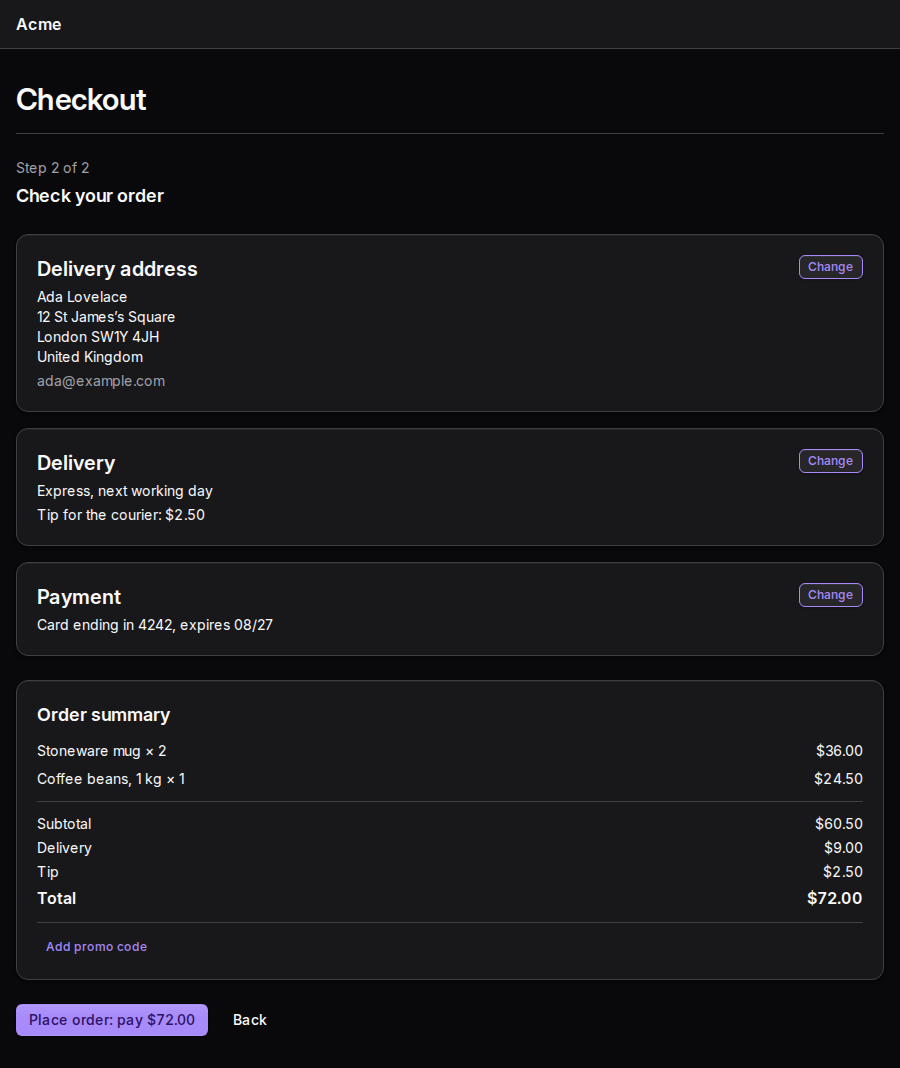 Acme
Checkout
Step 2 of 2
Check your order
Delivery address
Change
Ada Lovelace
12 St James’s Square
London SW1Y 4JH
United Kingdom
ada@example.com
Delivery
Change
Express, next working day
Tip for the courier: $2.50
Payment
Change
Card ending in 4242, expires 08/27
Order summary
Stoneware mug × 2 $36.00
Coffee beans, 1 kg × 1 $24.50
Subtotal $60.50
Delivery $9.00
Tip $2.50
Total $72.00
Add promo code
Place order: pay $72.00 Back